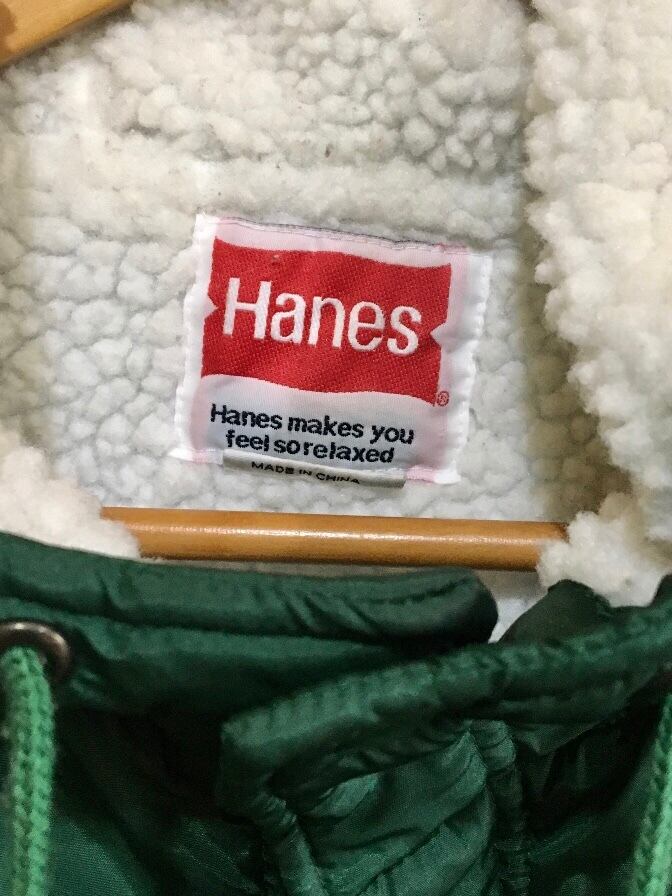 Hanes
®
Hanes makes you
feel so relaxed
MADE IN CHINA